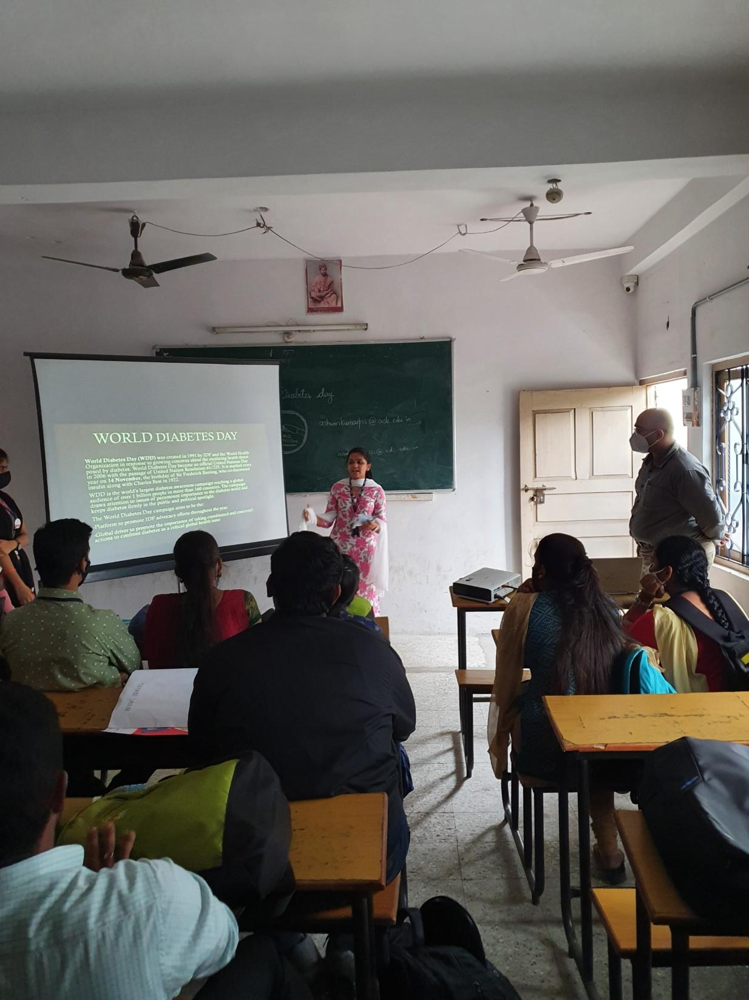 Diabetes day
ashwinkumarpss@adc.edu.in
WORLD DIABETES DAY
World Diabetes Day (WDD) was created in 1991 by IDF and the World Health
Organization in response to growing concerns about the escalating health threat
posed by diabetes. World Diabetes Day became an official United Nations Day
in 2006 with the passage of United Nation Resolution 61/225. It is marked every
year on 14 November, the birthday of Sir Frederick Banting, who co-discovered
insulin along with Charles Best in 1922.
WDD is the world's largest diabetes awareness campaign reaching a global
audience of over 1 billion people in more than 160 countries. The campaign
draws attention to issues of paramount importance to the diabetes world and
keeps diabetes firmly in the public and political spotlight.
The World Diabetes Day campaign aims to be the:
-Platform to promote IDF advocacy efforts throughout the year.
-Global driver to promote the importance of taking coordinated and concerted
actions to confront diabetes as a critical global health issue